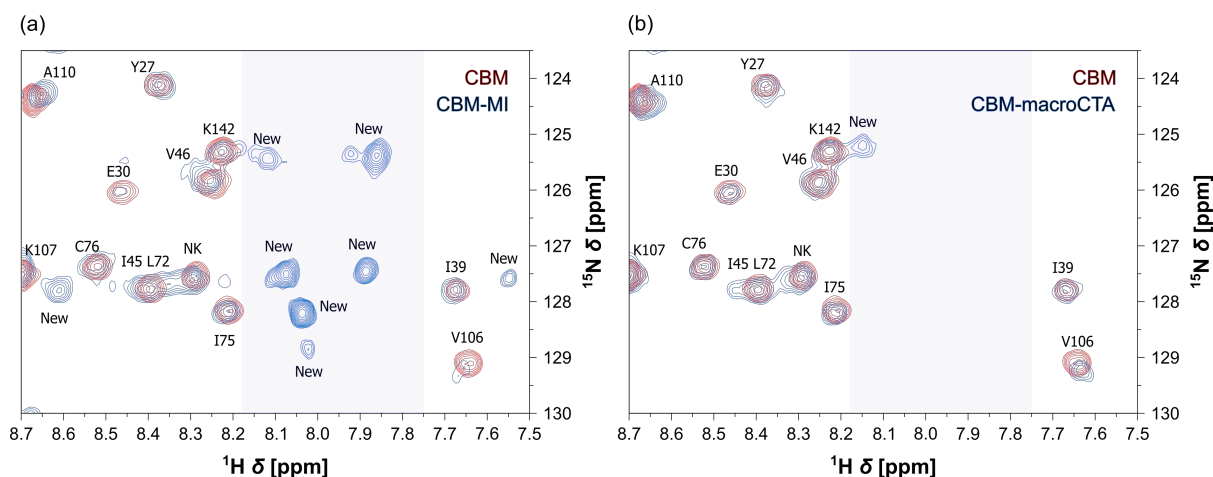 (a)
A110
Y27
CBM
CBM-MI
K142
V46
New
New
E30
K107
C76
I45 L72
NK
New
New
New
New
I75
New
I39
New
V106
124
125
126
127
128
129
130
15N δ [ppm]
8.7 8.6 8.5 8.4 8.3 8.2 8.1 8.0 7.9 7.8 7.7 7.6 7.5
1H δ [ppm]
(b)
A110
Y27
CBM
CBM-macroCTA
K142
New
V46
E30
K107
C76
I45 L72
NK
I75
I39
V106
124
125
126
127
128
129
130
15N δ [ppm]
8.7 8.6 8.5 8.4 8.3 8.2 8.1 8.0 7.9 7.8 7.7 7.6 7.5
1H δ [ppm]